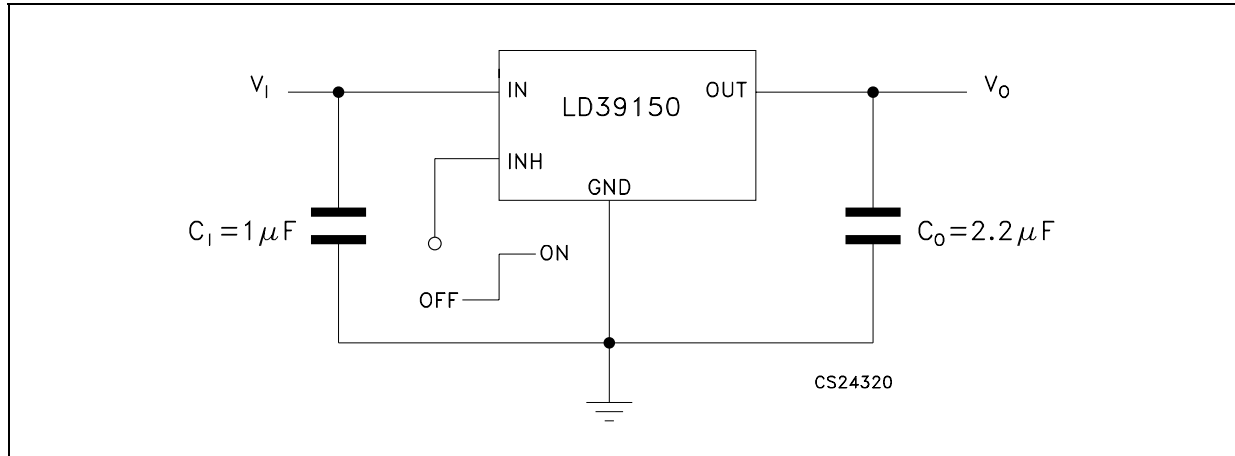 V_I
IN
OUT
V_O
LD39150
INH
GND
C_I=1μF
C_O=2.2μF
ON
OFF
CS24320